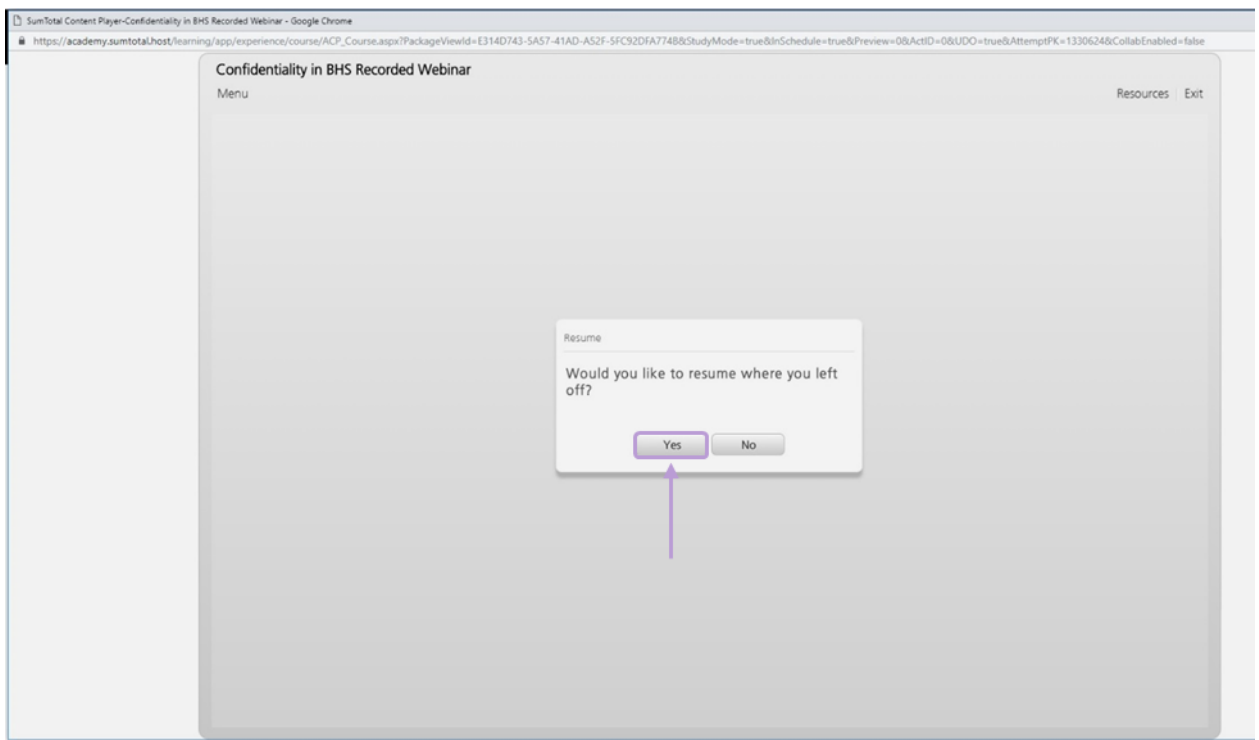 SumTotal Content Player-Confidentiality in BHS Recorded Webinar - Google Chrome
https://academy.sumtotal.host/learning/app/experience/course/ACP_Course.aspx?PackageViewId=E314D743-5A57-41AD-A52F-5FC92DFA774B&StudyMode=true&InSchedule=true&Preview=0&ActID=0&UDO=true&AttemptPK=1330624&CollabEnabled=false
Confidentiality in BHS Recorded Webinar
Menu
Resources Exit
Resume
Would you like to resume where you left
off?
Yes No